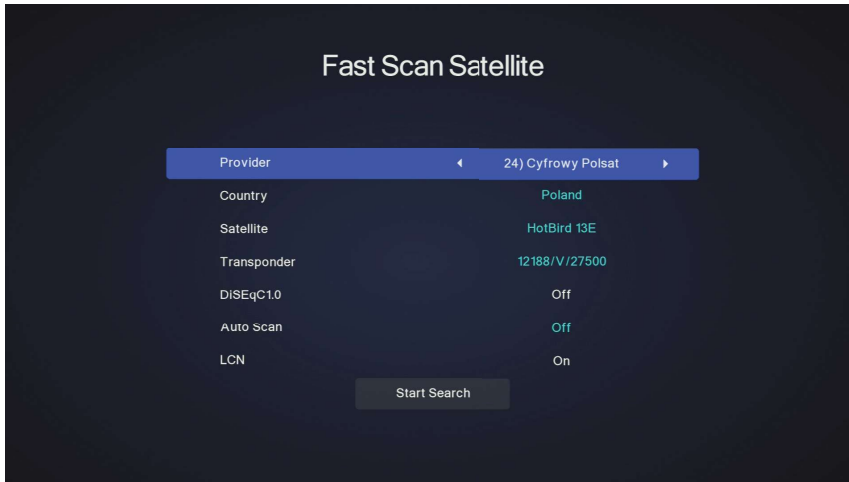 Fast Scan Satellite
Provider 24) Cyfrowy Polsat
Country Poland
Satellite HotBird 13E
Transponder 12188/V/27500
DiSEqC1.0 Off
Auto Scan Off
LCN On
Start Search